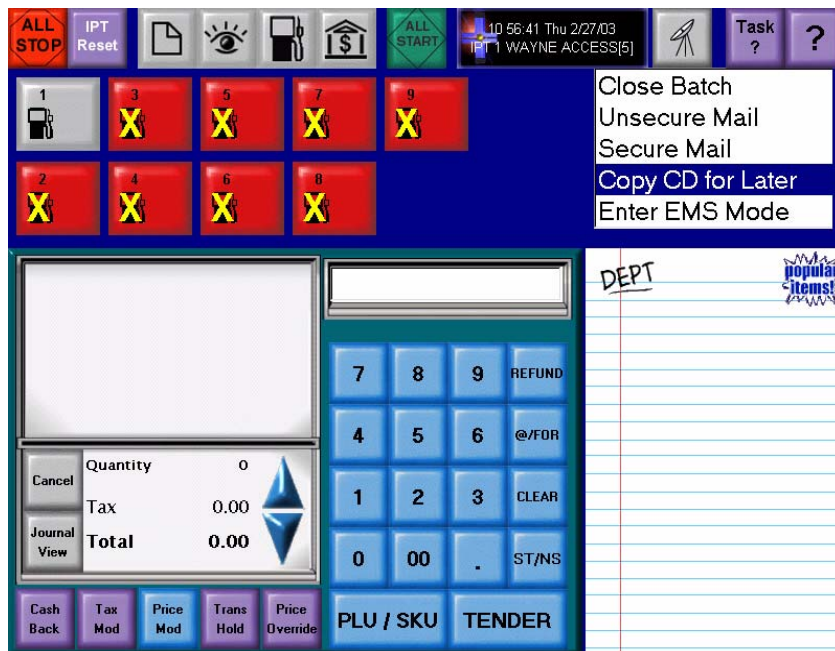 ALL
STOP
IPT
Reset
$
ALL
START
10 56:41 Thu 2/27/03
IPT 1 WAYNE ACCESS[5]
Task
?
?
1
3
5
7
9
2
4
6
8
Close Batch
Unsecure Mail
Secure Mail
Copy CD for Later
Enter EMS Mode
DEPT
popular
items!
7
8
9
REFUND
4
5
6
@/FOR
1
2
3
CLEAR
0
00
.
ST/NS
PLU / SKU
TENDER
Cancel
Quantity 0
Tax 0.00
Journal
View
Total 0.00
Cash
Back
Tax
Mod
Price
Mod
Trans
Hold
Price
Override